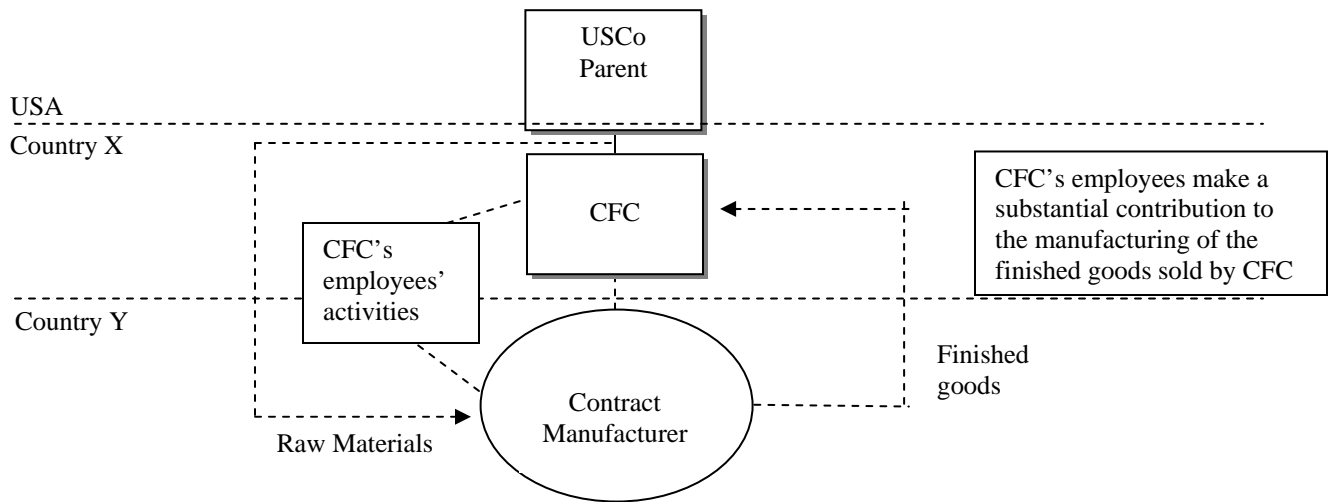 USCo
Parent
USA
Country X
CFC
CFC's employees make a
substantial contribution to
the manufacturing of the
finished goods sold by CFC
CFC's
employees'
activities
Country Y
Finished
goods
Contract
Manufacturer
Raw Materials